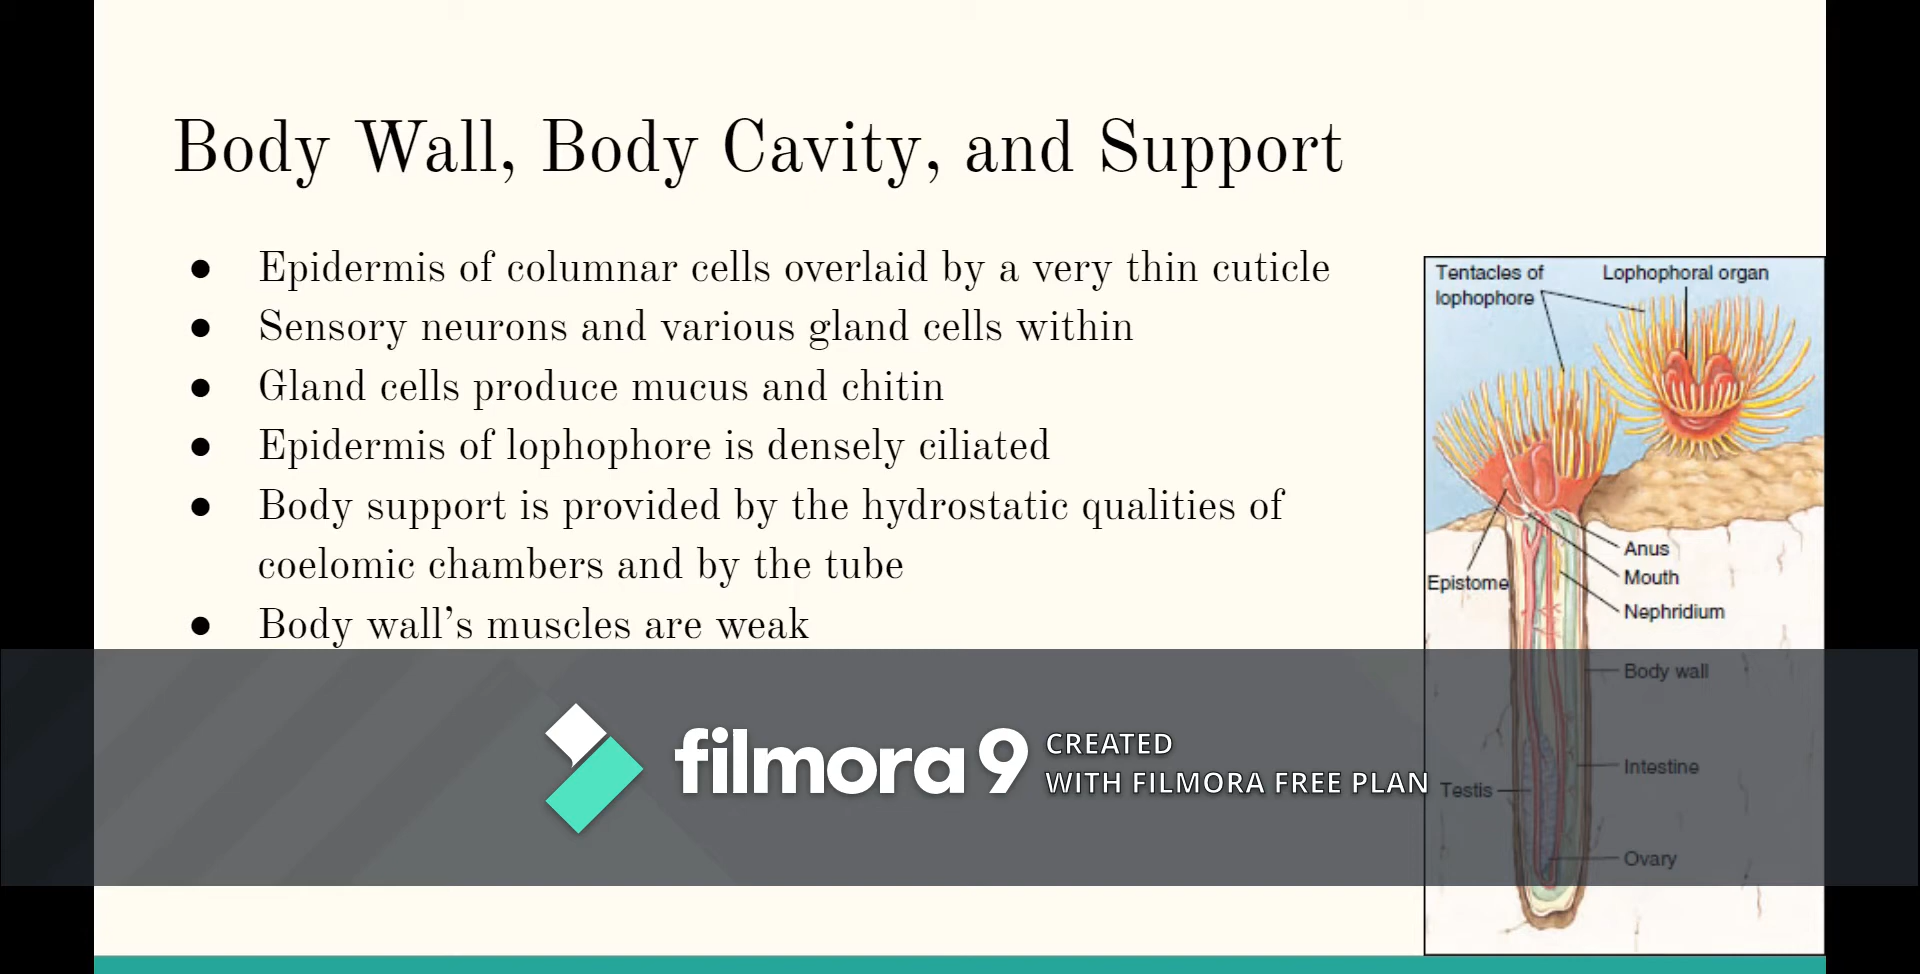 Body Wall, Body Cavity, and Support
● Epidermis of columnar cells overlaid by a very thin cuticle
● Sensory neurons and various gland cells within
● Gland cells produce mucus and chitin
● Epidermis of lophophore is densely ciliated
● Body support is provided by the hydrostatic qualities of
coelomic chambers and by the tube
● Body wall's muscles are weak
Tentacles of
lophophore
Lophophoral organ
Anus
Mouth
Epistome
Nephridium
Body wall
Intestine
Testis
Ovary
filmora9
CREATED
WITH FILMORA FREE PLAN